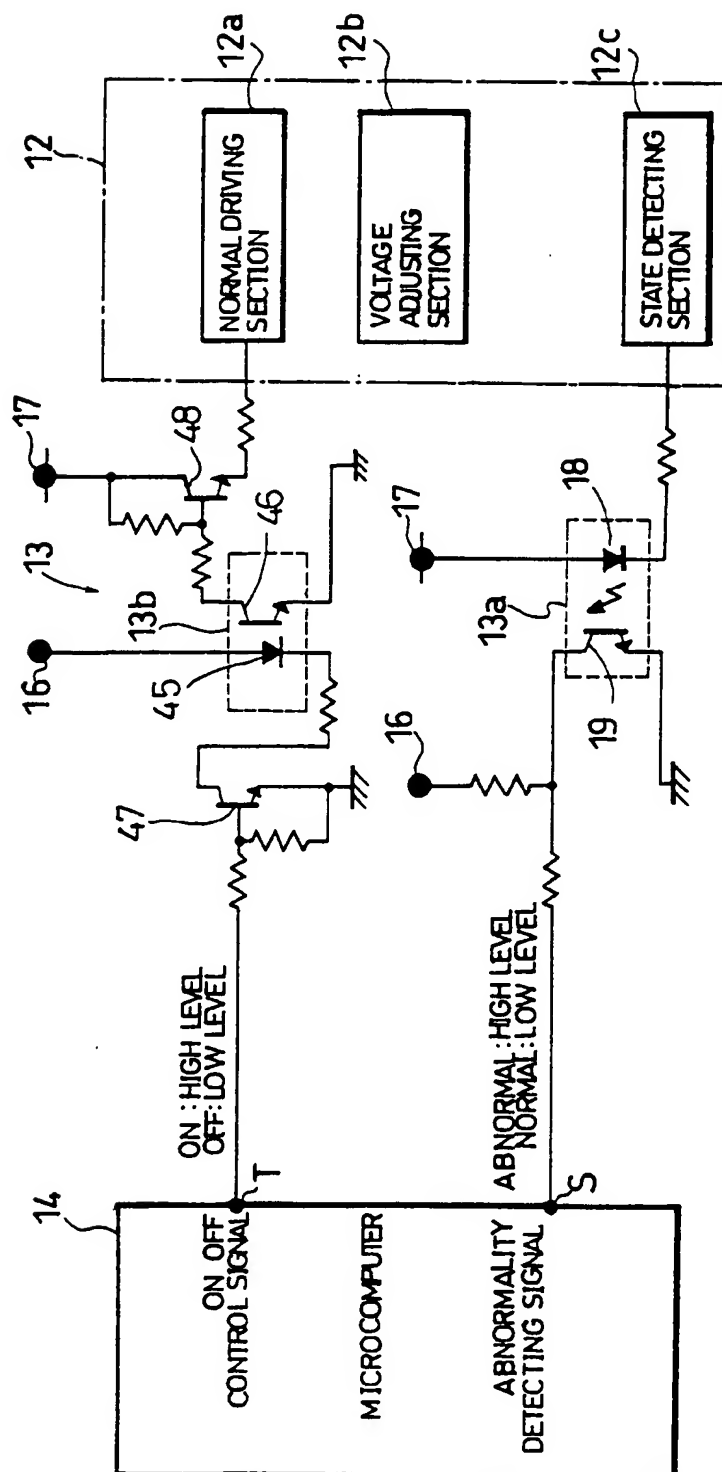 14
ON OFF
CONTROL SIGNAL
T
ON : HIGH LEVEL
OFF: LOW LEVEL
MICROCOMPUTER
ABNORMALITY
DETECTING SIGNAL
S
ABNORMAL : HIGH LEVEL
NORMAL : LOW LEVEL
47
16
45
13b
46
13
17
48
16
19
13a
18
17
12
NORMAL DRIVING
SECTION
12a
VOLTAGE
ADJUSTING
SECTION
12b
STATE DETECTING
SECTION
12c